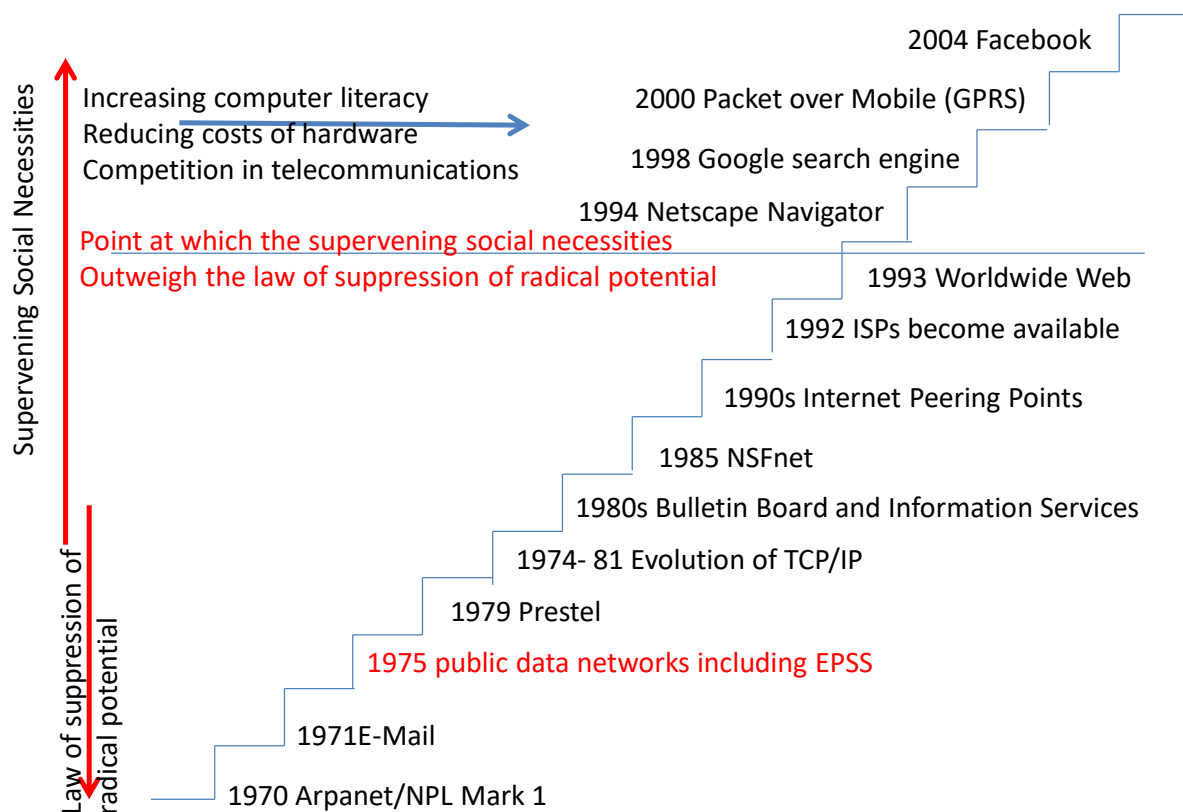 2004 Facebook
Increasing computer literacy
2000 Packet over Mobile (GPRS)
Reducing costs of hardware
1998 Google search engine
Competition in telecommunications
1994 Netscape Navigator
Point at which the supervening social necessities
Outweigh the law of suppression of radical potential
1993 Worldwide Web
1992 ISPs become available
1990s Internet Peering Points
1985 NSFnet
1980s Bulletin Board and Information Services
1974- 81 Evolution of TCP/IP
1979 Prestel
1975 public data networks including EPSS
1971E-Mail
1970 Arpanet/NPL Mark 1
Supervening Social Necessities
Law of suppression of
radical potential